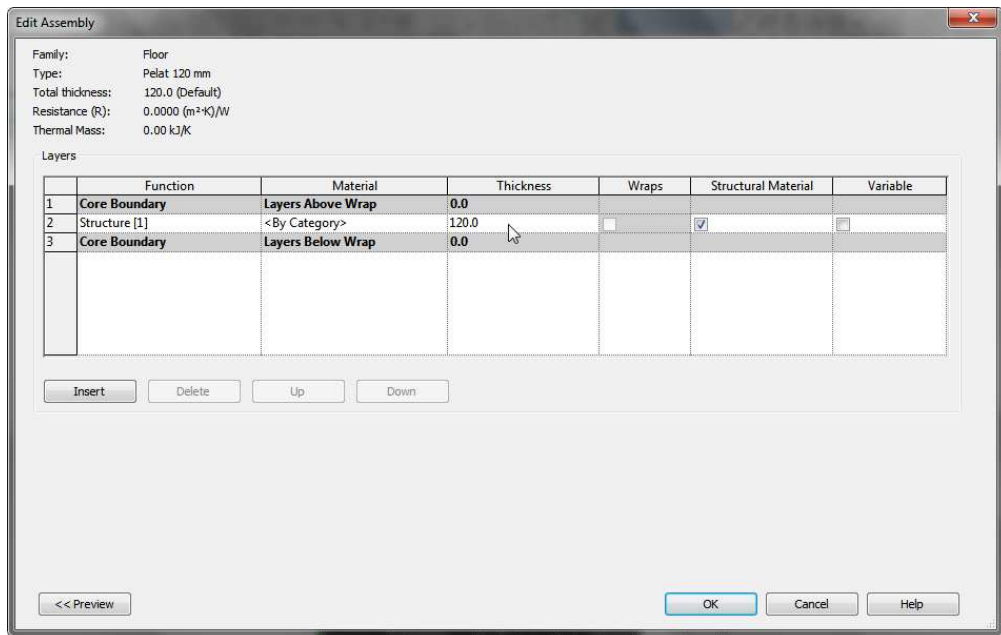 Edit Assembly
x
Family: Floor
Type: Pelat 120 mm
Total thickness: 120.0 (Default)
Resistance (R): 0.0000 (m²·K)/W
Thermal Mass: 0.00 kJ/K
Layers
Function Material Thickness Wraps Structural Material Variable
1 Core Boundary Layers Above Wrap 0.0
2 Structure [1] <By Category> 120.0
3 Core Boundary Layers Below Wrap 0.0
Insert Delete Up Down
<< Preview OK Cancel Help